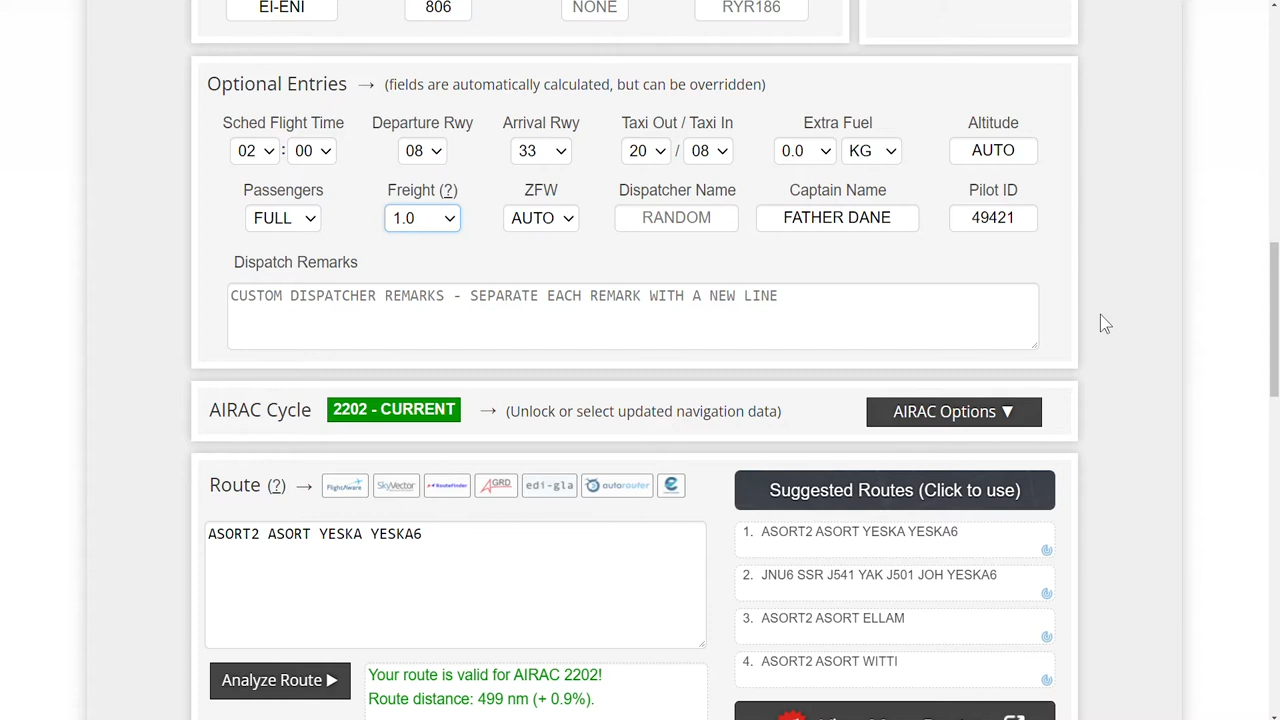 EI-ENI 806 NONE RYR186
Optional Entries → (fields are automatically calculated, but can be overridden)
Sched Flight Time Departure Rwy Arrival Rwy Taxi Out / Taxi In Extra Fuel Altitude
02 : 00 08 33 20 / 08 0.0 KG AUTO
Passengers Freight (?) ZFW Dispatcher Name Captain Name Pilot ID
FULL 1.0 AUTO RANDOM FATHER DANE 49421
Dispatch Remarks
CUSTOM DISPATCHER REMARKS - SEPARATE EACH REMARK WITH A NEW LINE
AIRAC Cycle 2202 - CURRENT → (Unlock or select updated navigation data) AIRAC Options ▼
Route (?) → FlightAware SkyVector RouteFinder GRD edi-gla autorouter
Suggested Routes (Click to use)
ASORT2 ASORT YESKA YESKA6
1. ASORT2 ASORT YESKA YESKA6
2. JNU6 SSR J541 YAK J501 JOH YESKA6
3. ASORT2 ASORT ELLAM
4. ASORT2 ASORT WITTI
Analyze Route ►
Your route is valid for AIRAC 2202!
Route distance: 499 nm (+ 0.9%).